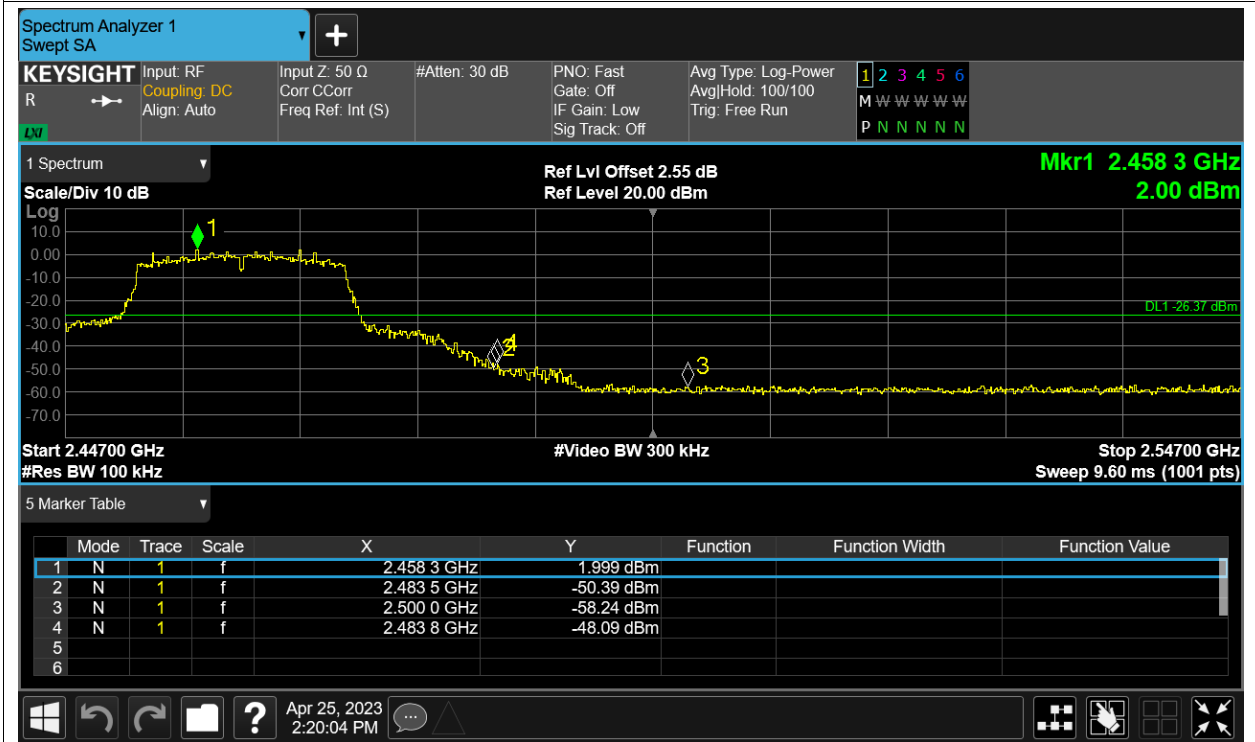 Spectrum Analyzer 1
Swept SA
+
KEYSIGHT Input: RF Input Z: 50 Ω #Atten: 30 dB PNO: Fast Avg Type: Log-Power 1 2 3 4 5 6
R Coupling: DC Corr CCorr Gate: Off Avg|Hold: 100/100 M W W W W W
Align: Auto Freq Ref: Int (S) IF Gain: Low Trig: Free Run
LXI Sig Track: Off P N N N N N
1 Spectrum Ref Lvl Offset 2.55 dB Mkr1 2.458 3 GHz
Scale/Div 10 dB Ref Level 20.00 dBm 2.00 dBm
Log
1
10.0
0.00
-10.0
-20.0
DL1 -26.37 dBm
-30.0
-40.0
2 4
-50.0
3
-60.0
-70.0
Start 2.44700 GHz #Video BW 300 kHz Stop 2.54700 GHz
#Res BW 100 kHz Sweep 9.60 ms (1001 pts)
5 Marker Table
Mode Trace Scale X Y Function Function Width Function Value
1 N 1 f 2.458 3 GHz 1.999 dBm
2 N 1 f 2.483 5 GHz -50.39 dBm
3 N 1 f 2.500 0 GHz -58.24 dBm
4 N 1 f 2.483 8 GHz -48.09 dBm
5
6
? Apr 25, 2023
2:20:04 PM